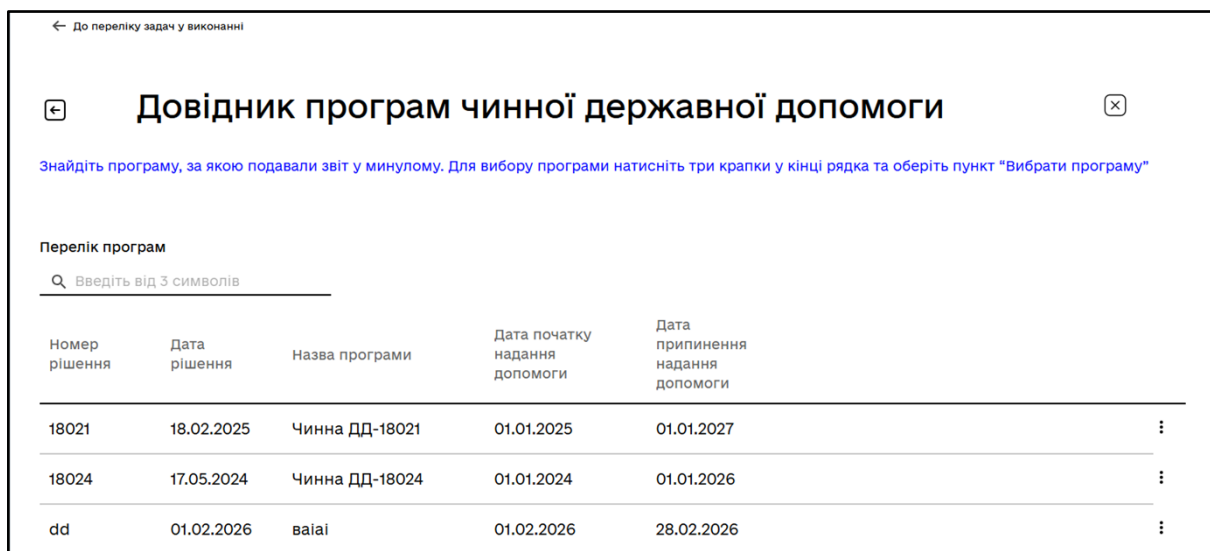 ← До переліку задач у виконанні
Довідник програм чинної державної допомоги
Знайдіть програму, за якою подавали звіт у минулому. Для вибору програми натисніть три крапки у кінці рядка та оберіть пункт “Вибрати програму”
Перелік програм
Введіть від 3 символів
Номер рішення Дата рішення Назва програми Дата початку надання допомоги Дата припинення надання допомоги
18021 18.02.2025 Чинна ДД-18021 01.01.2025 01.01.2027
18024 17.05.2024 Чинна ДД-18024 01.01.2024 01.01.2026
dd 01.02.2026 ваіаі 01.02.2026 28.02.2026